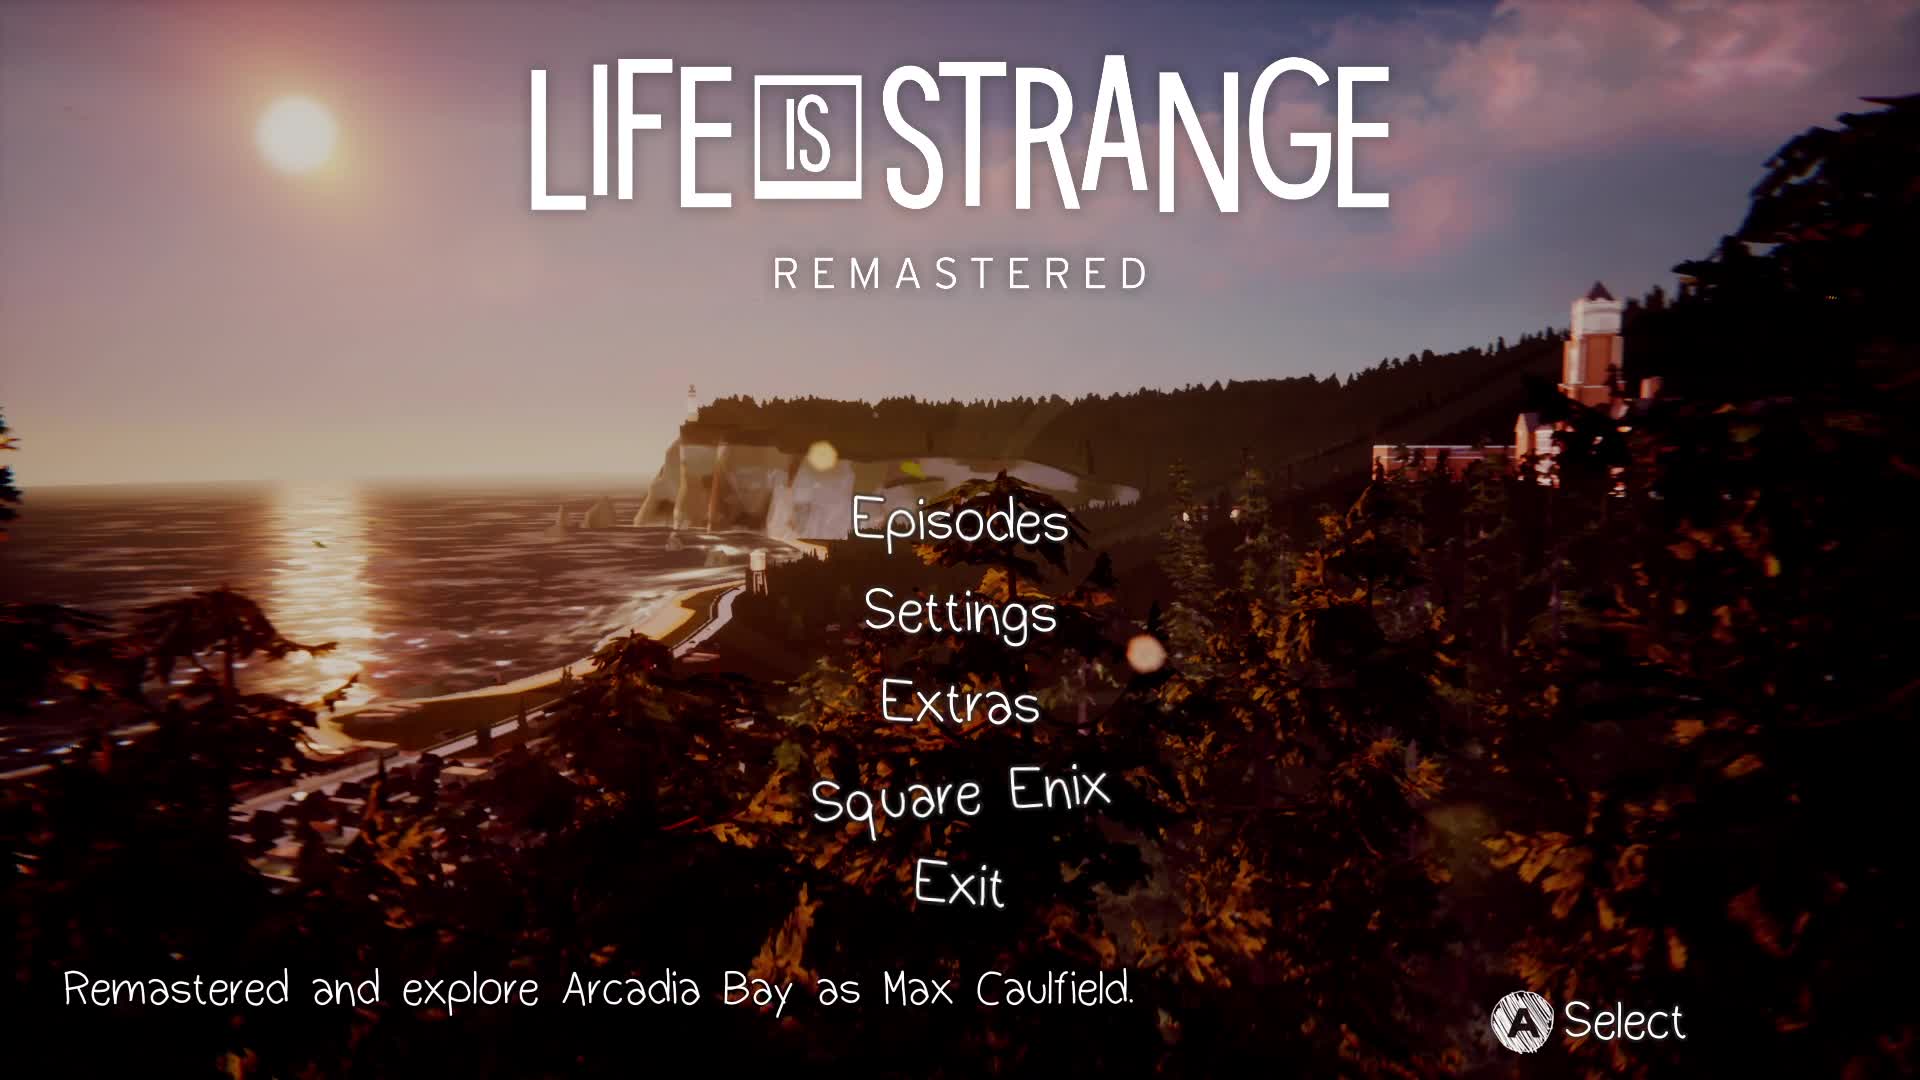 LIFE IS STRANGE
REMASTERED
Episodes
Settings
Extras
Square Enix
Exit
Remastered and explore Arcadia Bay as Max Caulfield.
A Select